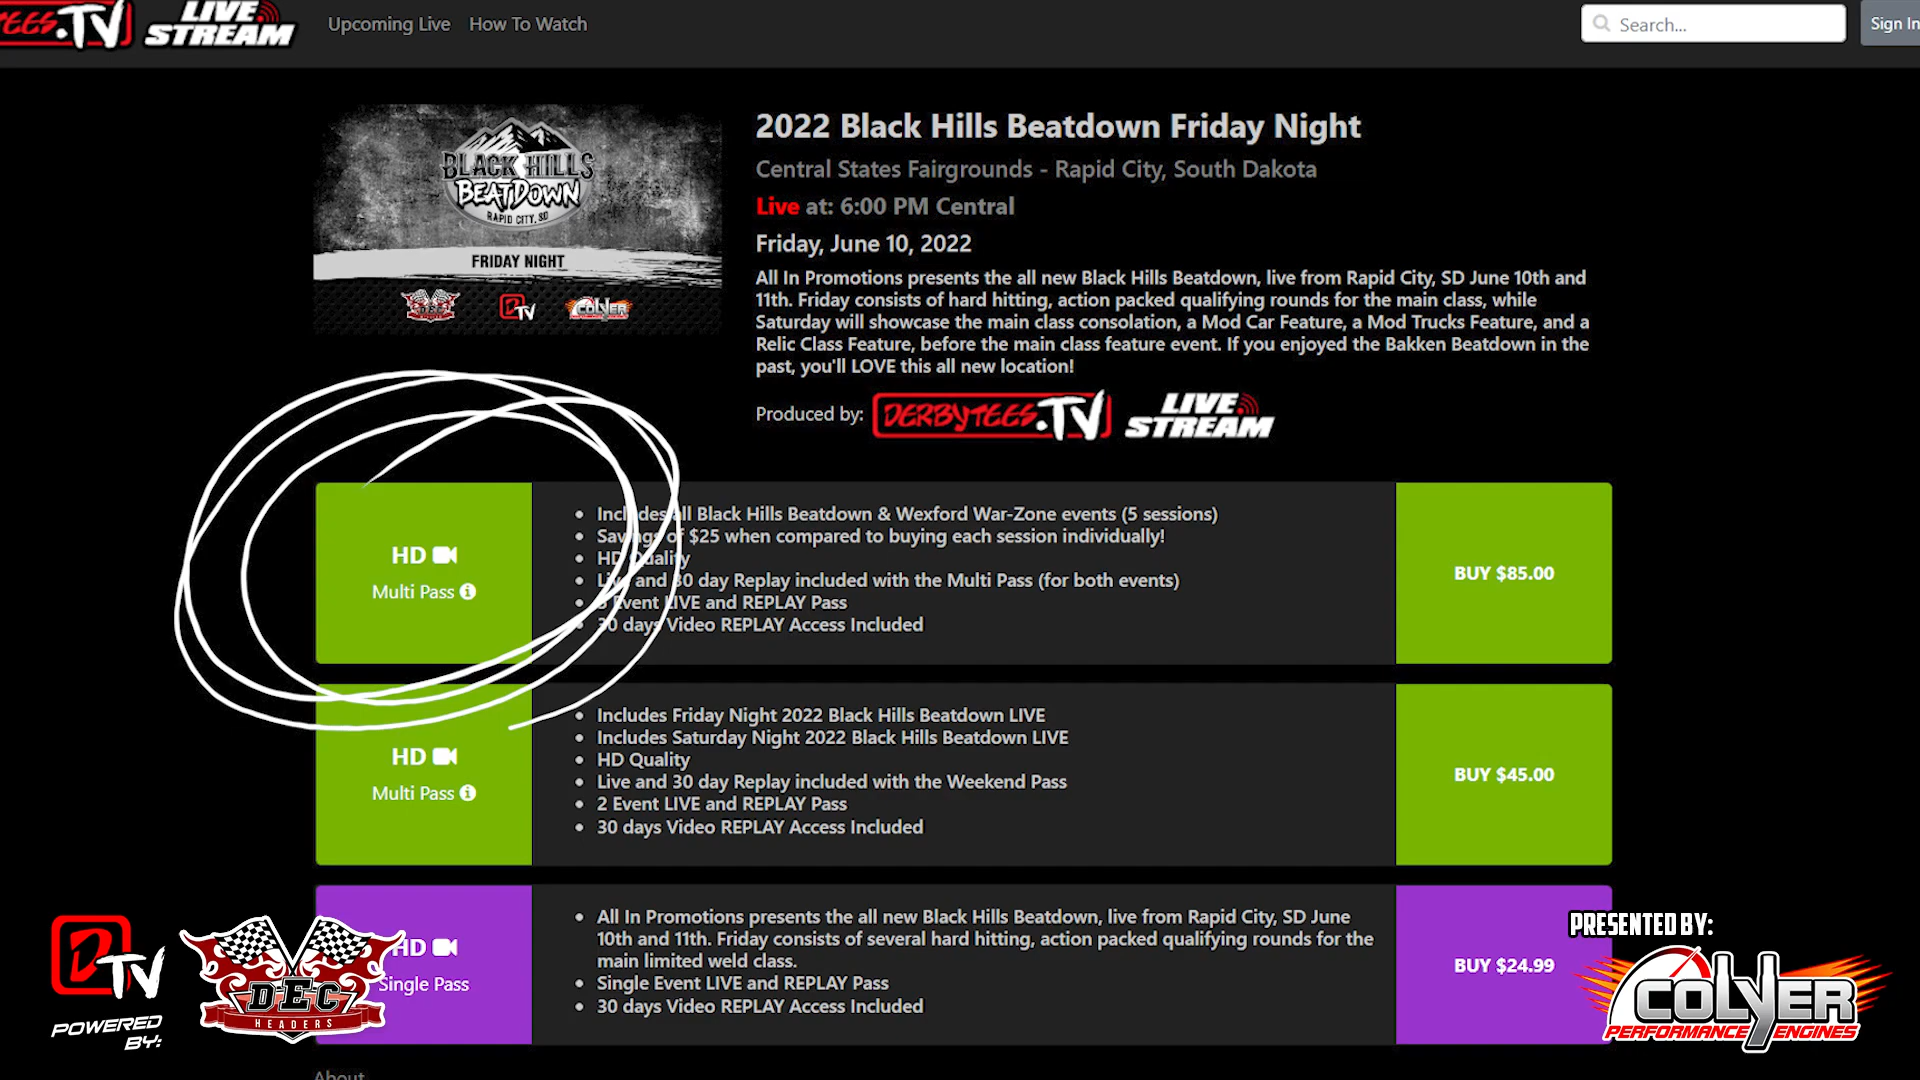 TEES.TV LIVE STREAM
Upcoming Live How To Watch
Search...
Sign In
BLACK HILLS
BEATDOWN
RAPID CITY, SD
FRIDAY NIGHT
DEC
DTV
COLYER
2022 Black Hills Beatdown Friday Night
Central States Fairgrounds - Rapid City, South Dakota
Live at: 6:00 PM Central
Friday, June 10, 2022
All In Promotions presents the all new Black Hills Beatdown, live from Rapid City, SD June 10th and
11th. Friday consists of hard hitting, action packed qualifying rounds for the main class, while
Saturday will showcase the main class consolation, a Mod Car Feature, a Mod Trucks Feature, and a
Relic Class Feature, before the main class feature event. If you enjoyed the Bakken Beatdown in the
past, you'll LOVE this all new location!
Produced by: DERBYTEES.TV LIVE STREAM
HD
Multi Pass
Includes all Black Hills Beatdown & Wexford War-Zone events (5 sessions)
Savings of $25 when compared to buying each session individually!
HD Quality
Live and 30 day Replay included with the Multi Pass (for both events)
Event LIVE and REPLAY Pass
30 days Video REPLAY Access Included
BUY $85.00
HD
Multi Pass
Includes Friday Night 2022 Black Hills Beatdown LIVE
Includes Saturday Night 2022 Black Hills Beatdown LIVE
HD Quality
Live and 30 day Replay included with the Weekend Pass
2 Event LIVE and REPLAY Pass
30 days Video REPLAY Access Included
BUY $45.00
HD
Single Pass
All In Promotions presents the all new Black Hills Beatdown, live from Rapid City, SD June
10th and 11th. Friday consists of several hard hitting, action packed qualifying rounds for the
main limited weld class.
Single Event LIVE and REPLAY Pass
30 days Video REPLAY Access Included
BUY $24.99
DTV
POWERED
BY:
DEC
HEADERS
PRESENTED BY:
COLYER
PERFORMANCE ENGINES
About